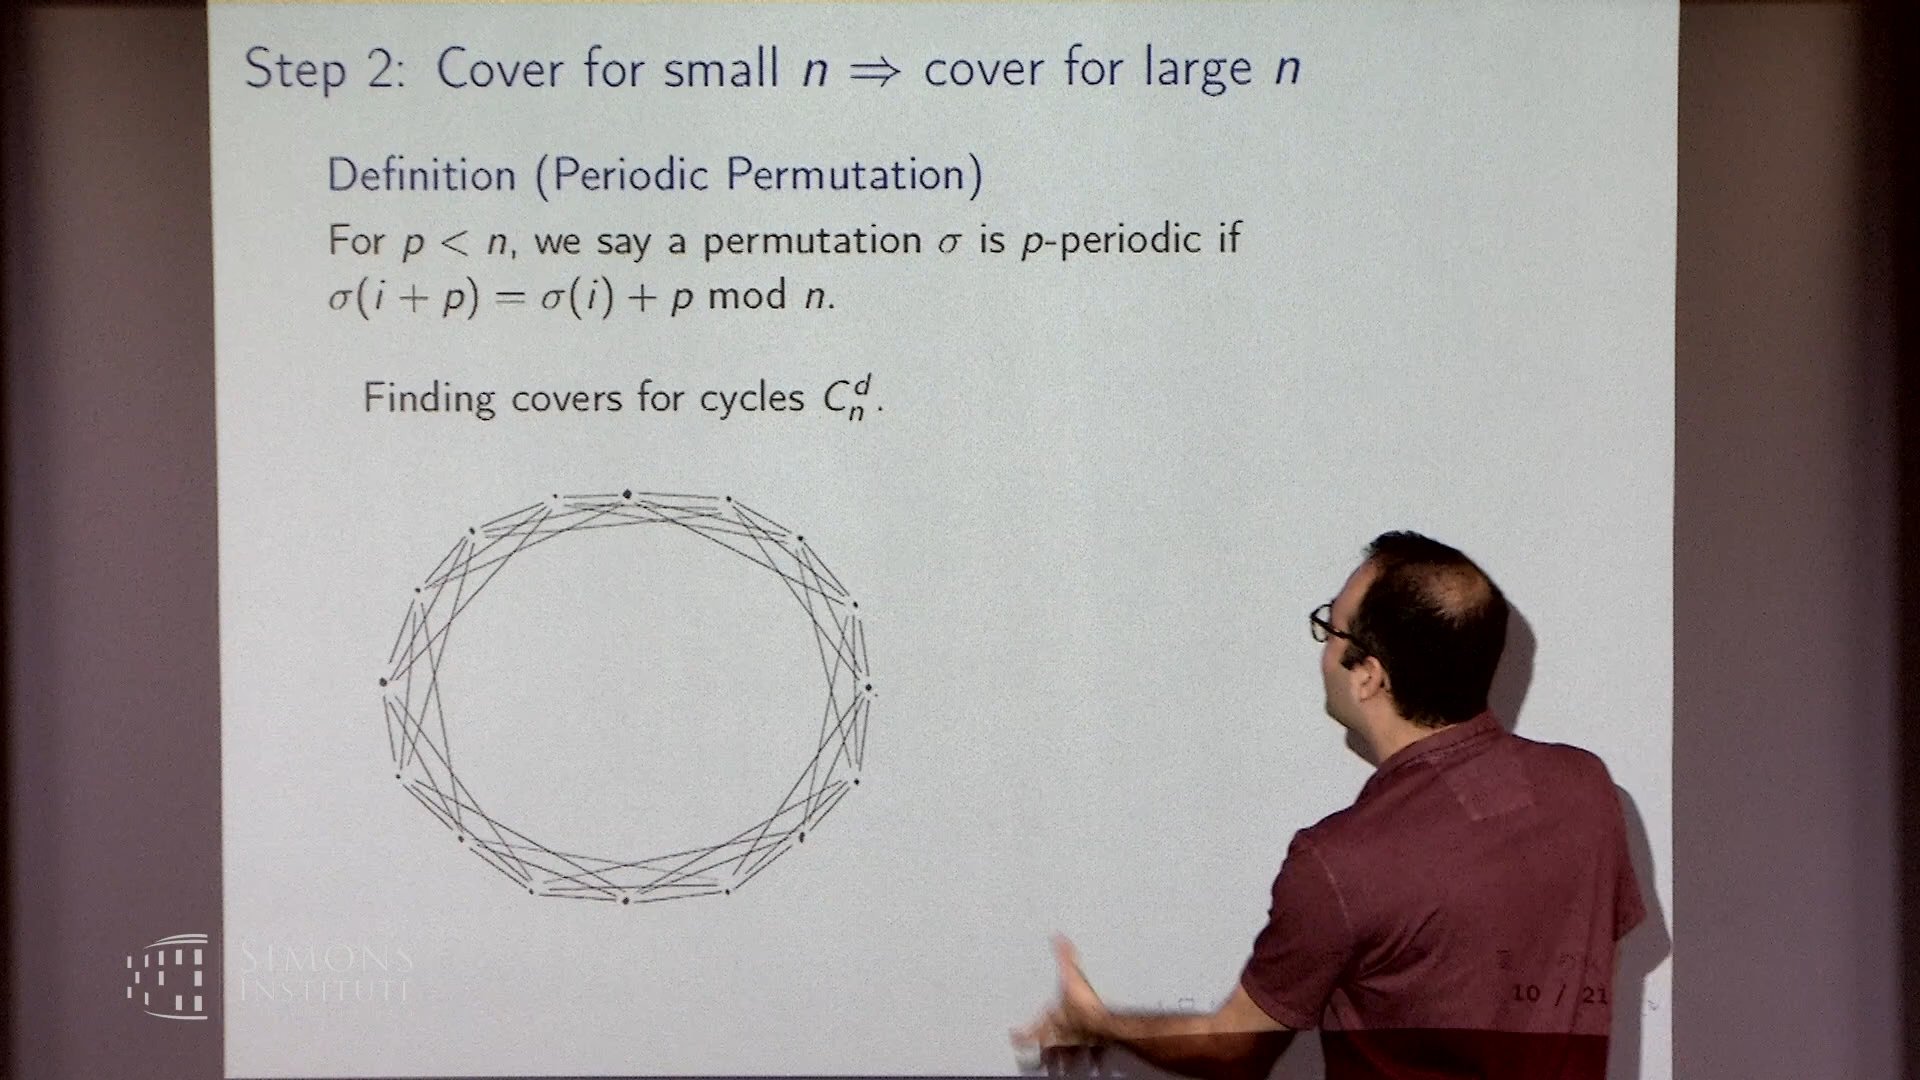 Step 2: Cover for small n ⇒ cover for large n
Definition (Periodic Permutation)
For p < n, we say a permutation σ is p-periodic if
σ(i + p) = σ(i) + p mod n.
Finding covers for cycles C_n^d.
SIMONS
INSTITUTE
10 / 21